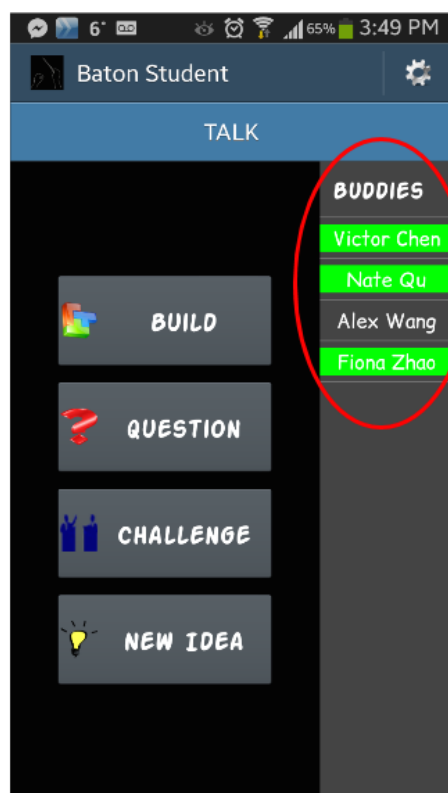 6° 65% 3:49 PM
Baton Student
TALK
BUDDIES
Victor Chen
Nate Qu
Alex Wang
Fiona Zhao
BUILD
QUESTION
CHALLENGE
NEW IDEA